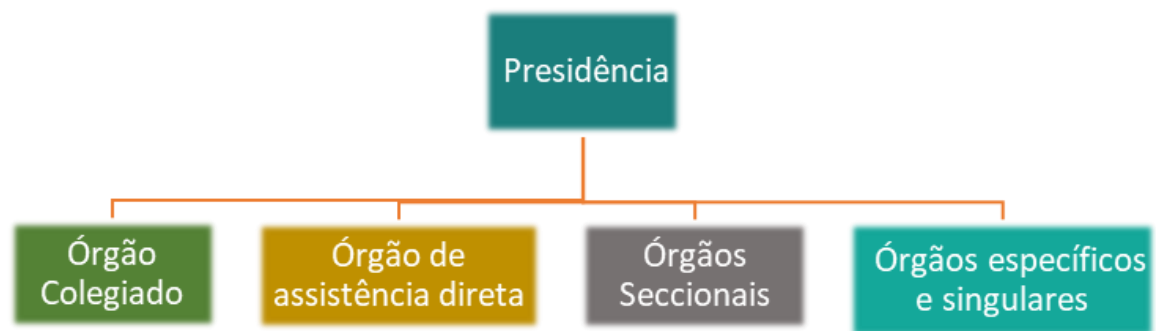 Presidência
Órgão
Colegiado
Órgão de
assistência direta
Órgãos
Seccionais
Órgãos específicos
e singulares